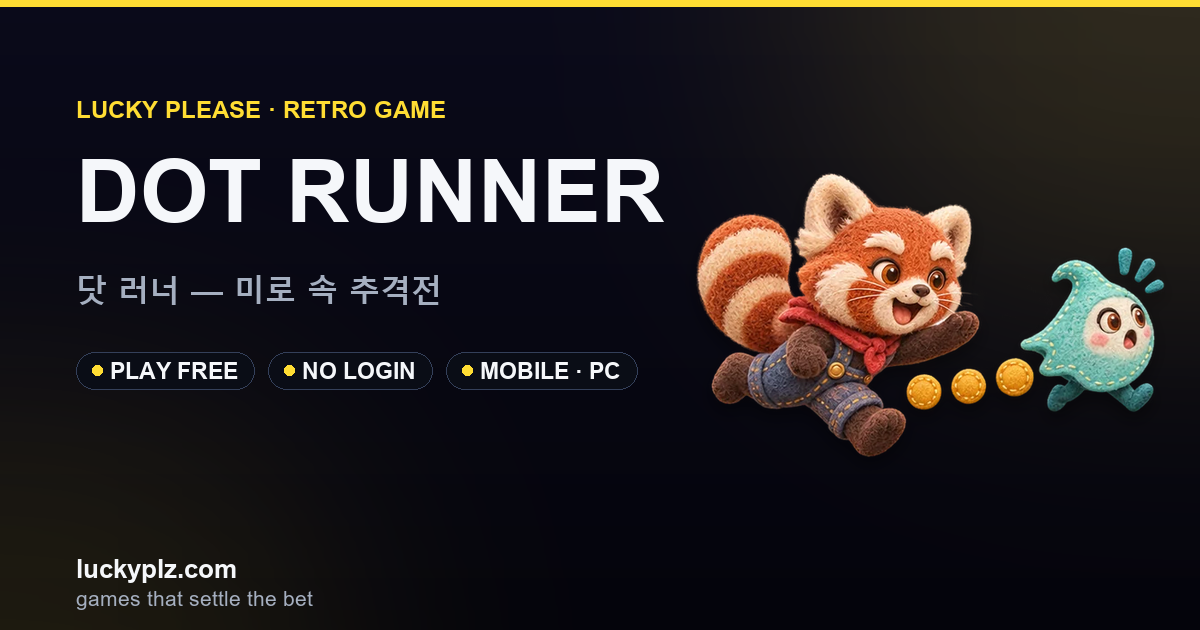 LUCKY PLEASE · RETRO GAME
DOT RUNNER
닷 러너 — 미로 속 추격전
PLAY FREE
NO LOGIN
MOBILE · PC
luckyplz.com
games that settle the bet